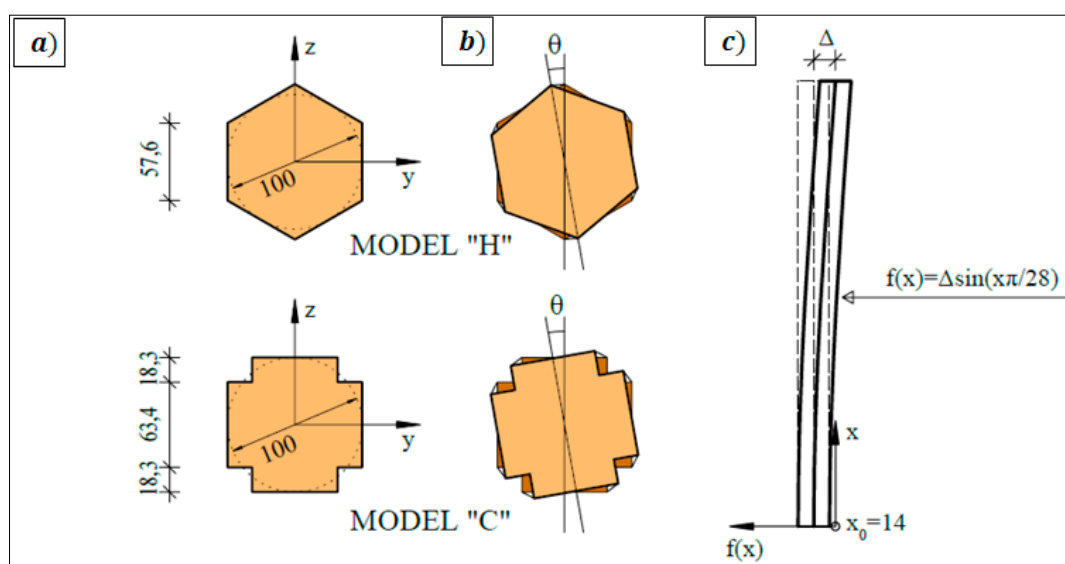 a)
z
57,6
100
y
MODEL "H"
18,3
63,4
18,3
z
100
y
MODEL "C"
b)
θ
θ
c)
Δ
f(x)=Δsin(xπ/28)
x
x₀=14
f(x)